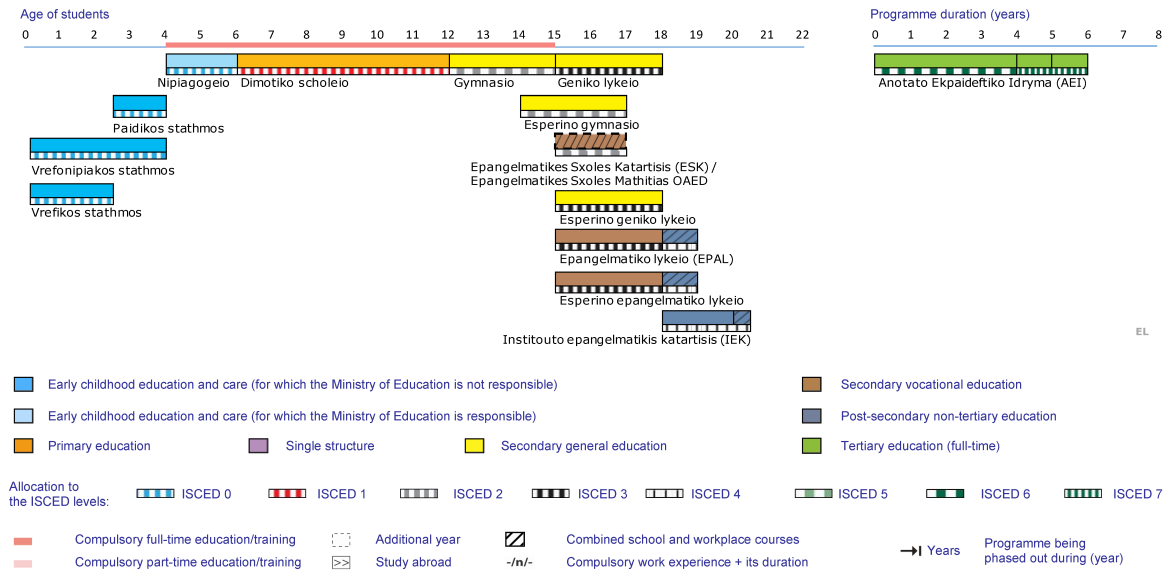 Age of students
Programme duration (years)
0 1 2 3 4 5 6 7 8 9 10 11 12 13 14 15 16 17 18 19 20 21 22
0 1 2 3 4 5 6 7 8
Nipiagogeio
Dimotiko scholeio
Gymnasio
Geniko lykeio
Anotato Ekpaideftiko Idryma (AEI)
Paidikos stathmos
Esperino gymnasio
Vrefonipiakos stathmos
Epangelmatikes Sxoles Katartisis (ESK) /
Epangelmatikes Sxoles Mathitias OAED
Vrefikos stathmos
Esperino geniko lykeio
Epangelmatiko lykeio (EPAL)
Esperino epangelmatiko lykeio
Institouto epangelmatikis katartisis (IEK)
EL
Early childhood education and care (for which the Ministry of Education is not responsible)
Secondary vocational education
Early childhood education and care (for which the Ministry of Education is responsible)
Post-secondary non-tertiary education
Primary education
Single structure
Secondary general education
Tertiary education (full-time)
Allocation to
the ISCED levels:
ISCED 0
ISCED 1
ISCED 2
ISCED 3
ISCED 4
ISCED 5
ISCED 6
ISCED 7
Compulsory full-time education/training
Additional year
Combined school and workplace courses
Years
Programme being
phased out during (year)
Compulsory part-time education/training
>>
Study abroad
-/n/-
Compulsory work experience + its duration